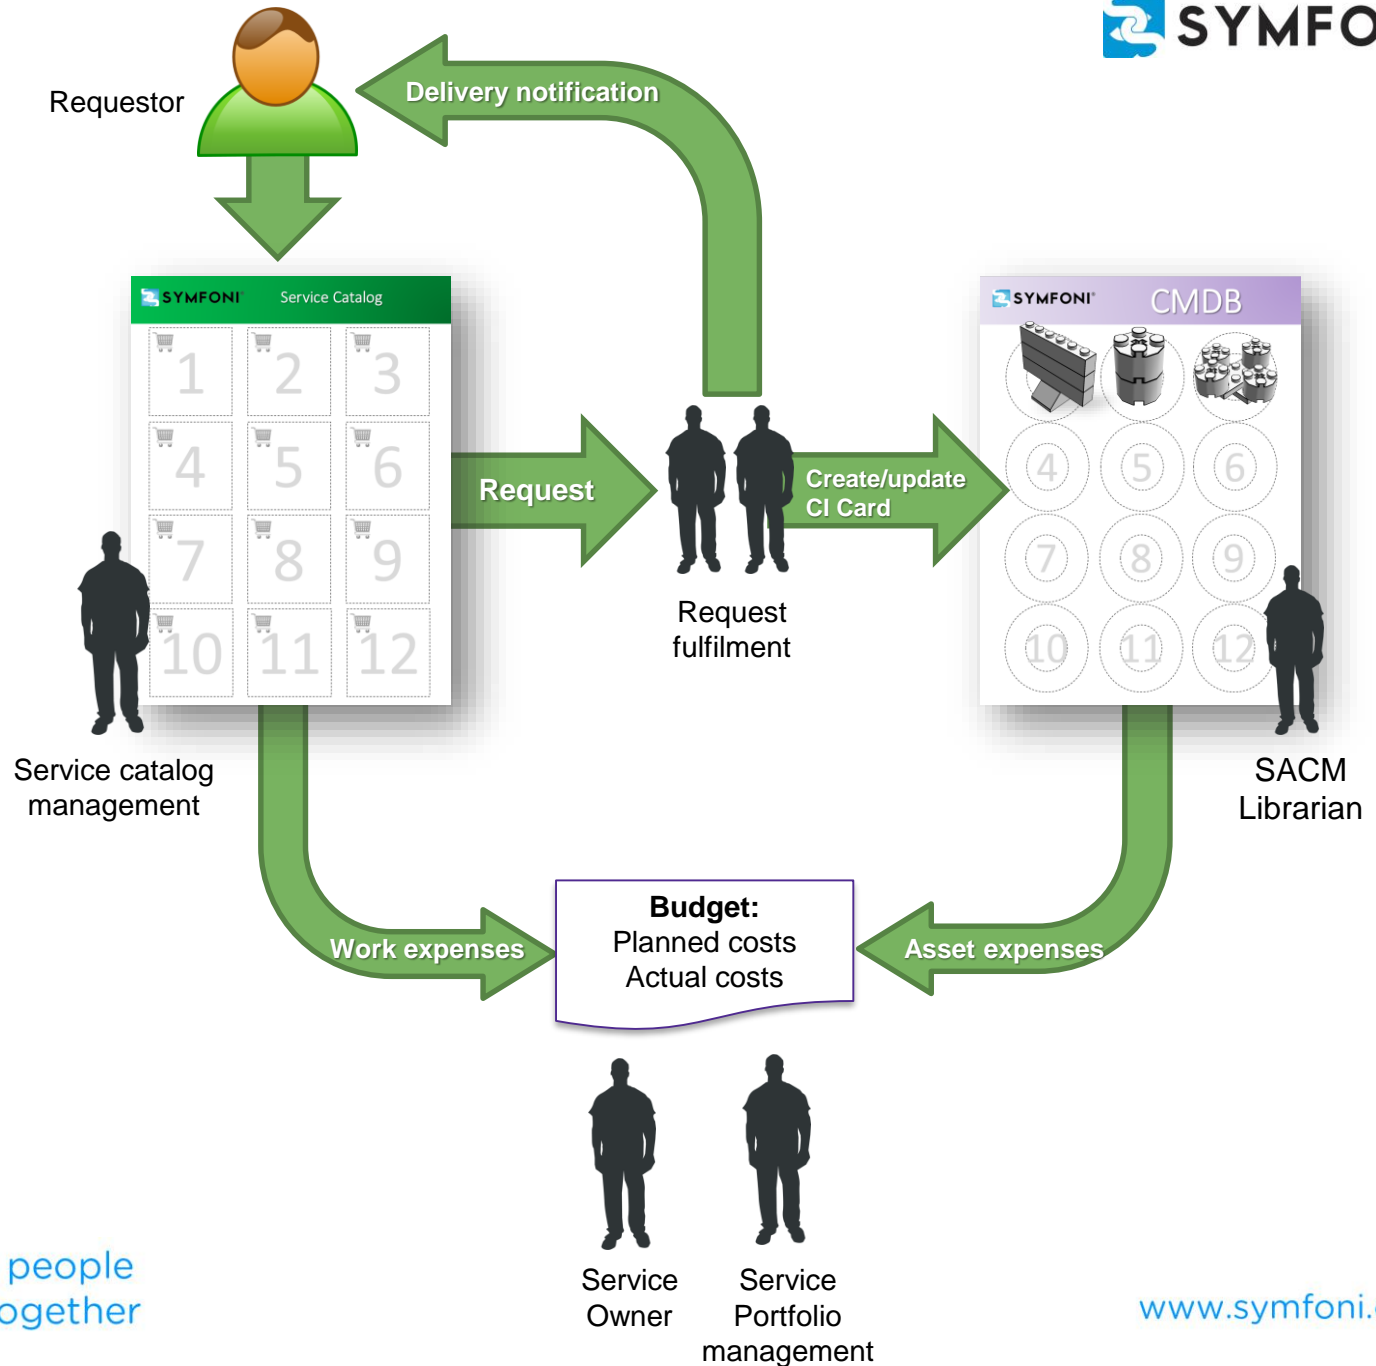 SYMFO
Requestor
Delivery notification
SYMFONI®
Service Catalog
1
2
3
4
5
6
7
8
9
10
11
12
Request
Request
fulfilment
Create/update
CI Card
SYMFONI®
CMDB
4
5
6
7
8
9
10
11
12
Service catalog
management
SACM
Librarian
Work expenses
Budget:
Planned costs
Actual costs
Asset expenses
Service
Owner
Service
Portfolio
management
people
ogether
www.symfoni.